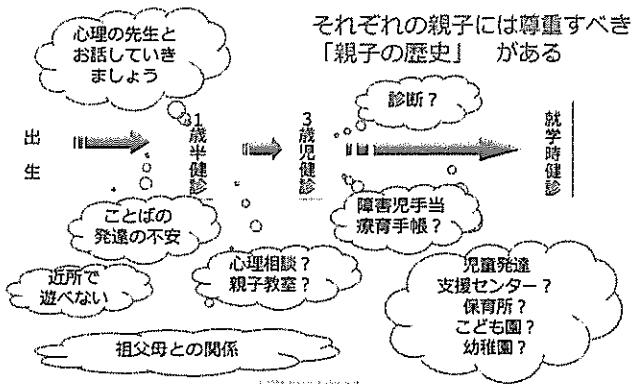 それぞれの親子には尊重すべき
「親子の歴史」 がある
心理の先生と
お話していき
ましょう
診断？
出生
1歳半健診
3歳児健診
就学時健診
ことばの
発達の不安
障害児手当
療育手帳？
近所で
遊べない
心理相談？
親子教室？
児童発達
支援センター？
保育所？
こども園？
幼稚園？
祖父母との関係